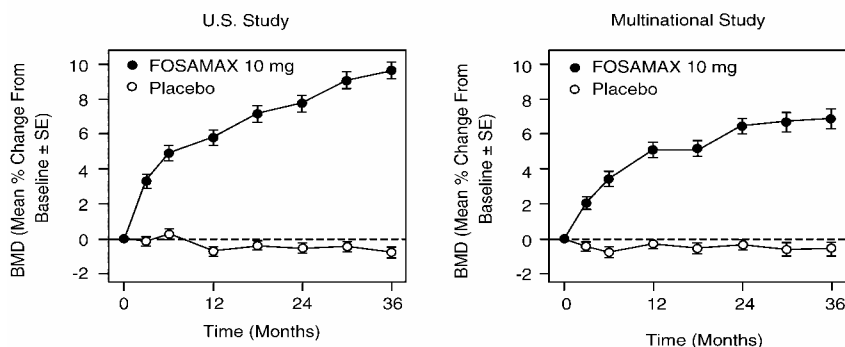 U.S. Study
BMD (Mean % Change From
Baseline ± SE)
10
8
6
4
2
0
-2
FOSAMAX 10 mg
Placebo
0
12
24
36
Time (Months)
Multinational Study
BMD (Mean % Change From
Baseline ± SE)
10
8
6
4
2
0
-2
FOSAMAX 10 mg
Placebo
0
12
24
36
Time (Months)